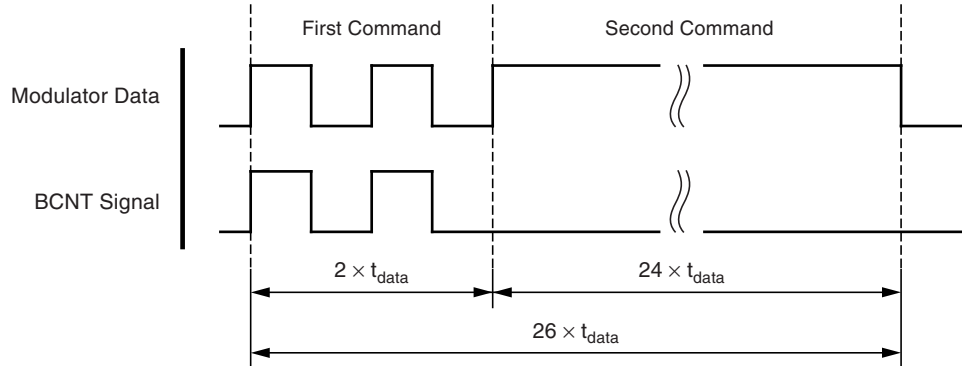 First Command
Second Command
Modulator Data
BCNT Signal
2 × t_data
24 × t_data
26 × t_data